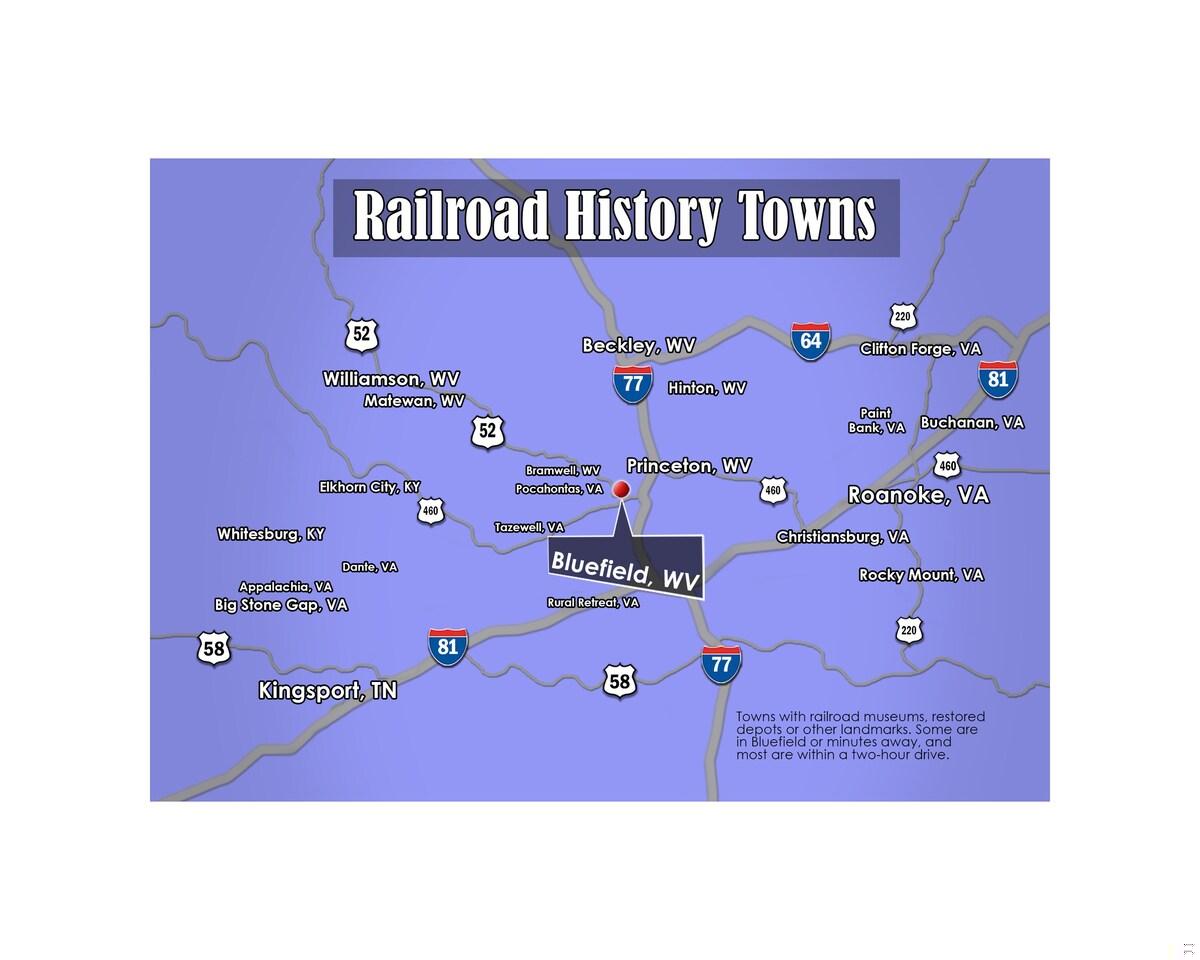 Railroad History Towns
220
52
64
Beckley, WV
Clifton Forge, VA
77
81
Williamson, WV
Hinton, WV
Matewan, WV
Paint
Bank, VA
Buchanan, VA
52
Bramwell, WV
Princeton, WV
460
Elkhorn City, KY
Pocahontas, VA
460
Roanoke, VA
460
Tazewell, VA
Whitesburg, KY
Christiansburg, VA
Dante, VA
Bluefield, WV
Rocky Mount, VA
Appalachia, VA
Big Stone Gap, VA
Rural Retreat, VA
220
58
81
77
58
Kingsport, TN
Towns with railroad museums, restored
depots or other landmarks. Some are
in Bluefield or minutes away, and
most are within a two-hour drive.